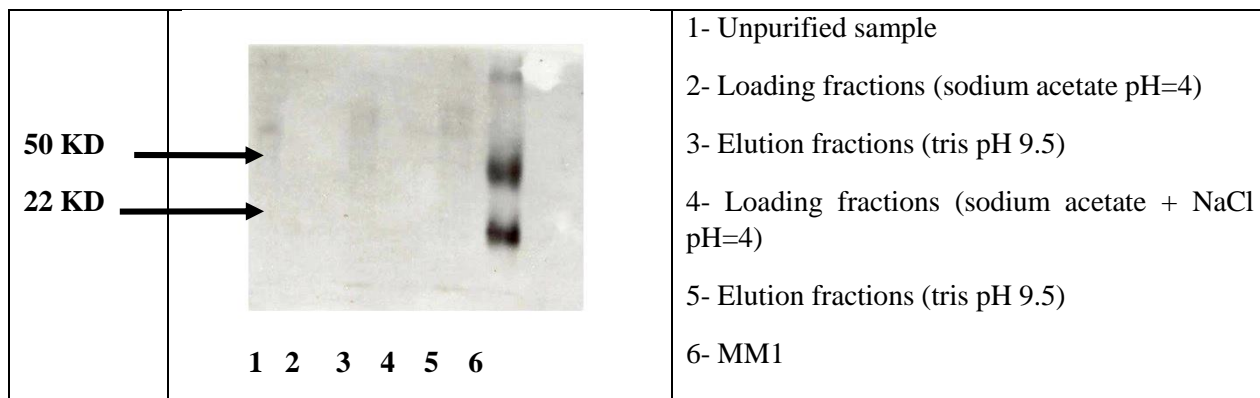 50 KD
22 KD
1 2 3 4 5 6
1- Unpurified sample
2- Loading fractions (sodium acetate pH=4)
3- Elution fractions (tris pH 9.5)
4- Loading fractions (sodium acetate + NaCl
pH=4)
5- Elution fractions (tris pH 9.5)
6- MM1